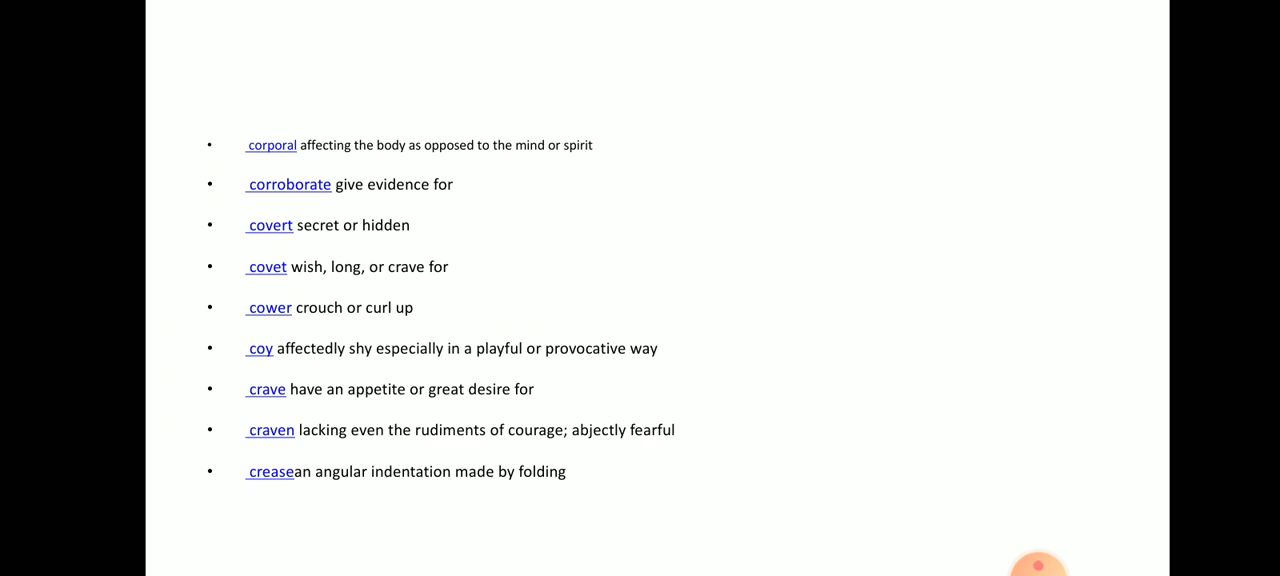 • corporal affecting the body as opposed to the mind or spirit
• corroborate give evidence for
• covert secret or hidden
• covet wish, long, or crave for
• cower crouch or curl up
• coy affectedly shy especially in a playful or provocative way
• crave have an appetite or great desire for
• craven lacking even the rudiments of courage; abjectly fearful
• creasean angular indentation made by folding